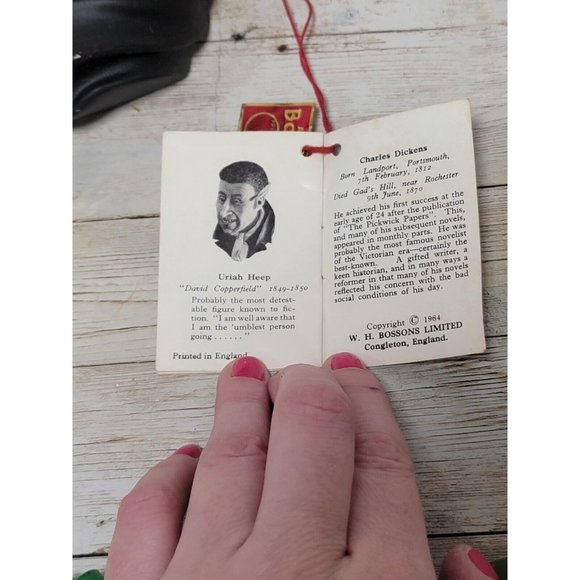 Bo
Uriah Heep
"David Copperfield" 1849-1850
Probably the most detest-
able figure known to fic-
tion. "I am well aware that
I am the 'umblest person
going ......"
Printed in England
Charles Dickens
Born Landport, Portsmouth,
7th February, 1812
Died Gad's Hill, near Rochester
9th June, 1870
He achieved his first success at the
early age of 24 after the publication
of "The Pickwick Papers". This,
and many of his subsequent novels,
appeared in monthly parts. He was
probably the most famous novelist
of the Victorian era—certainly the
best-known. A gifted writer, a
keen historian, and in many ways a
reformer in that many of his novels
reflected his concern with the bad
social conditions of his day.
Copyright © 1964
W. H. BOSSONS LIMITED
Congleton, England.